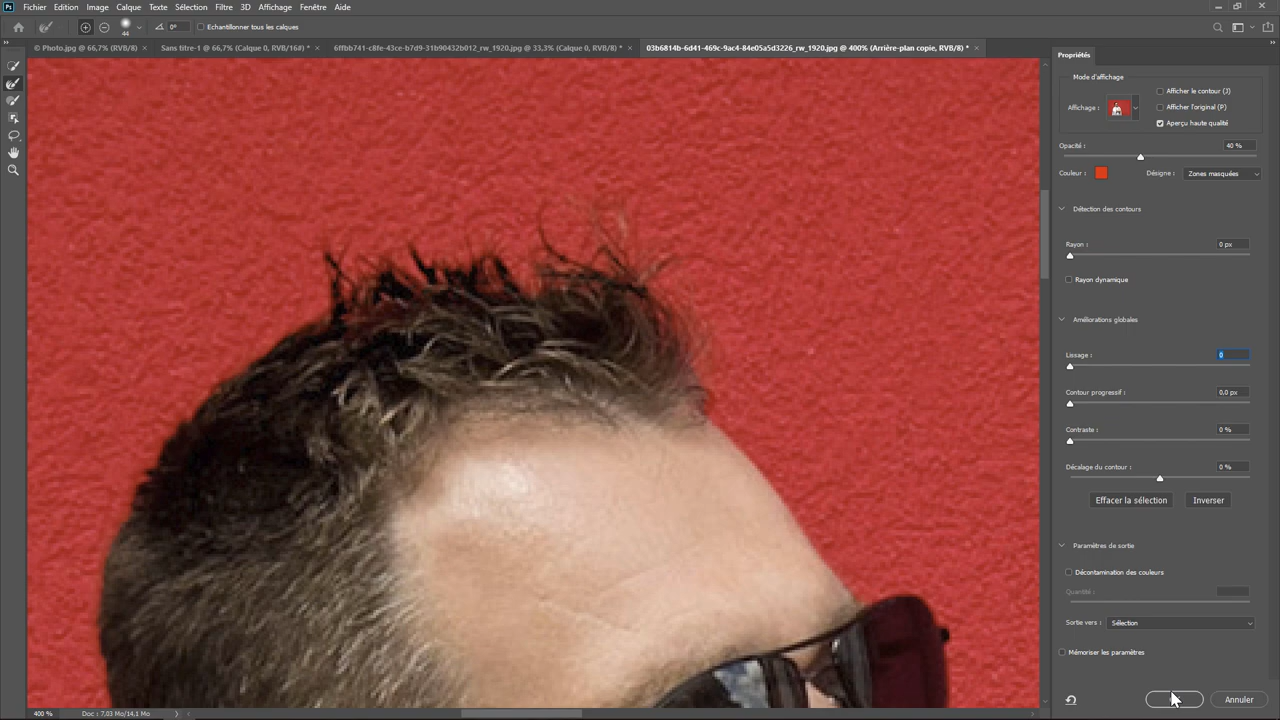 Ps Fichier Edition Image Calque Texte Sélection Filtre 3D Affichage Fenêtre Aide
44 0° Echantillonner tous les calques
© Photo.jpg @ 66,7% (RVB/8) × Sans titre-1 @ 66,7% (Calque 0, RVB/16#) * × 6ffbb741-c8fe-43ce-b7d9-31b90432b012_rw_1920.jpg @ 33,3% (Calque 0, RVB/8) * × 03b6814b-6d41-469c-9ac4-84e05a5d3226_rw_1920.jpg @ 400% (Arrière-plan copie, RVB/8) * ×
Propriétés
Mode d'affichage
Affichage :
Afficher le contour (J)
Afficher l'original (P)
Aperçu haute qualité
Opacité : 40 %
Couleur : Désigne : Zones masquées
Détection des contours
Rayon : 0 px
Rayon dynamique
Améliorations globales
Lissage : 0
Contour progressif : 0,0 px
Contraste : 0 %
Décalage du contour : 0 %
Effacer la sélection Inverser
Paramètres de sortie
Décontamination des couleurs
Quantité :
Sortie vers : Sélection
Mémoriser les paramètres
Annuler
400 % Doc : 7,03 Mo/14,1 Mo